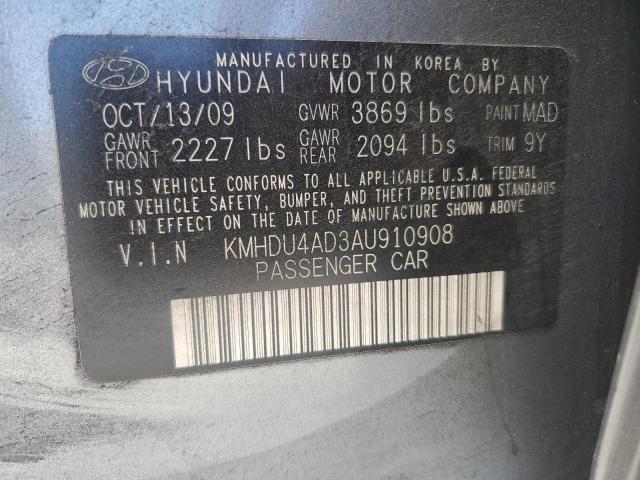 MANUFACTURED IN KOREA BY
HYUNDAI MOTOR COMPANY
OCT/13/09 GVWR 3869 lbs PAINT MAD
GAWR FRONT 2227 lbs GAWR REAR 2094 lbs TRIM 9Y
THIS VEHICLE CONFORMS TO ALL APPLICABLE U.S.A. FEDERAL
MOTOR VEHICLE SAFETY, BUMPER, AND THEFT PREVENTION STANDARDS
IN EFFECT ON THE DATE OF MANUFACTURE SHOWN ABOVE
V.I.N KMHDU4AD3AU910908
PASSENGER CAR